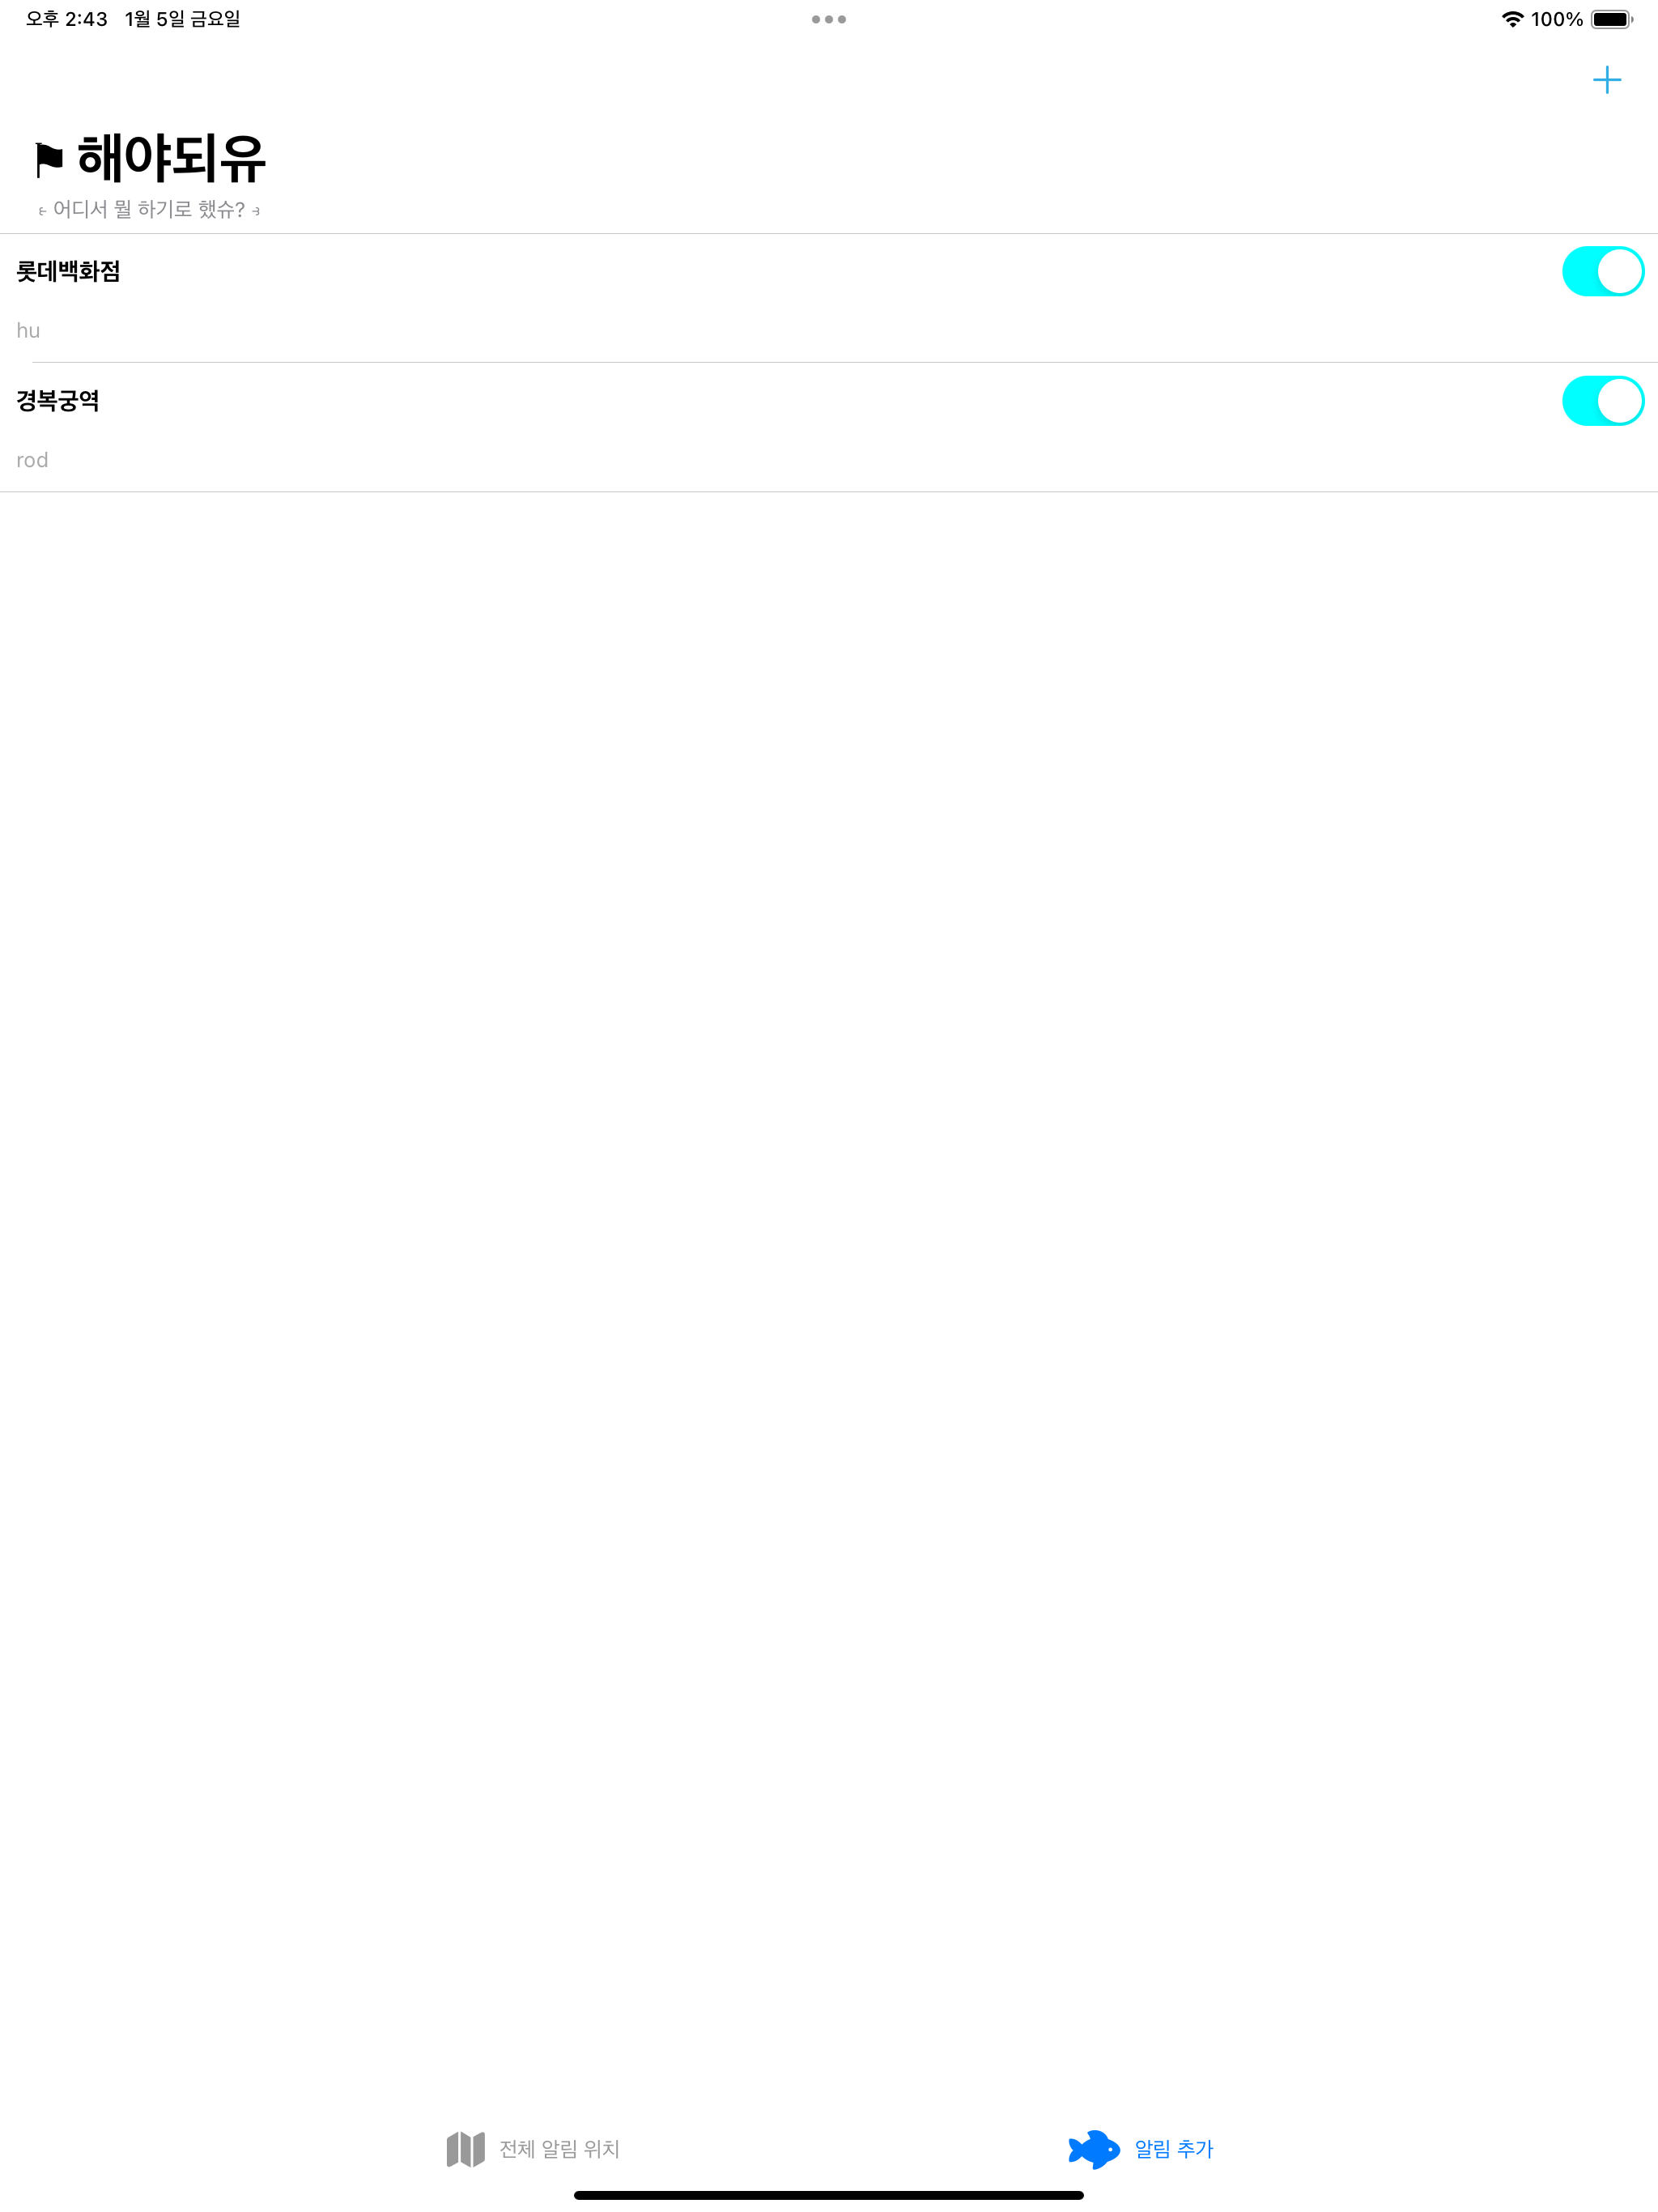 오후 2:43 1월 5일 금요일 100%
해야되유
어디서 뭘 하기로 했슈?
롯데백화점
hu
경복궁역
rod
전체 알림 위치 알림 추가